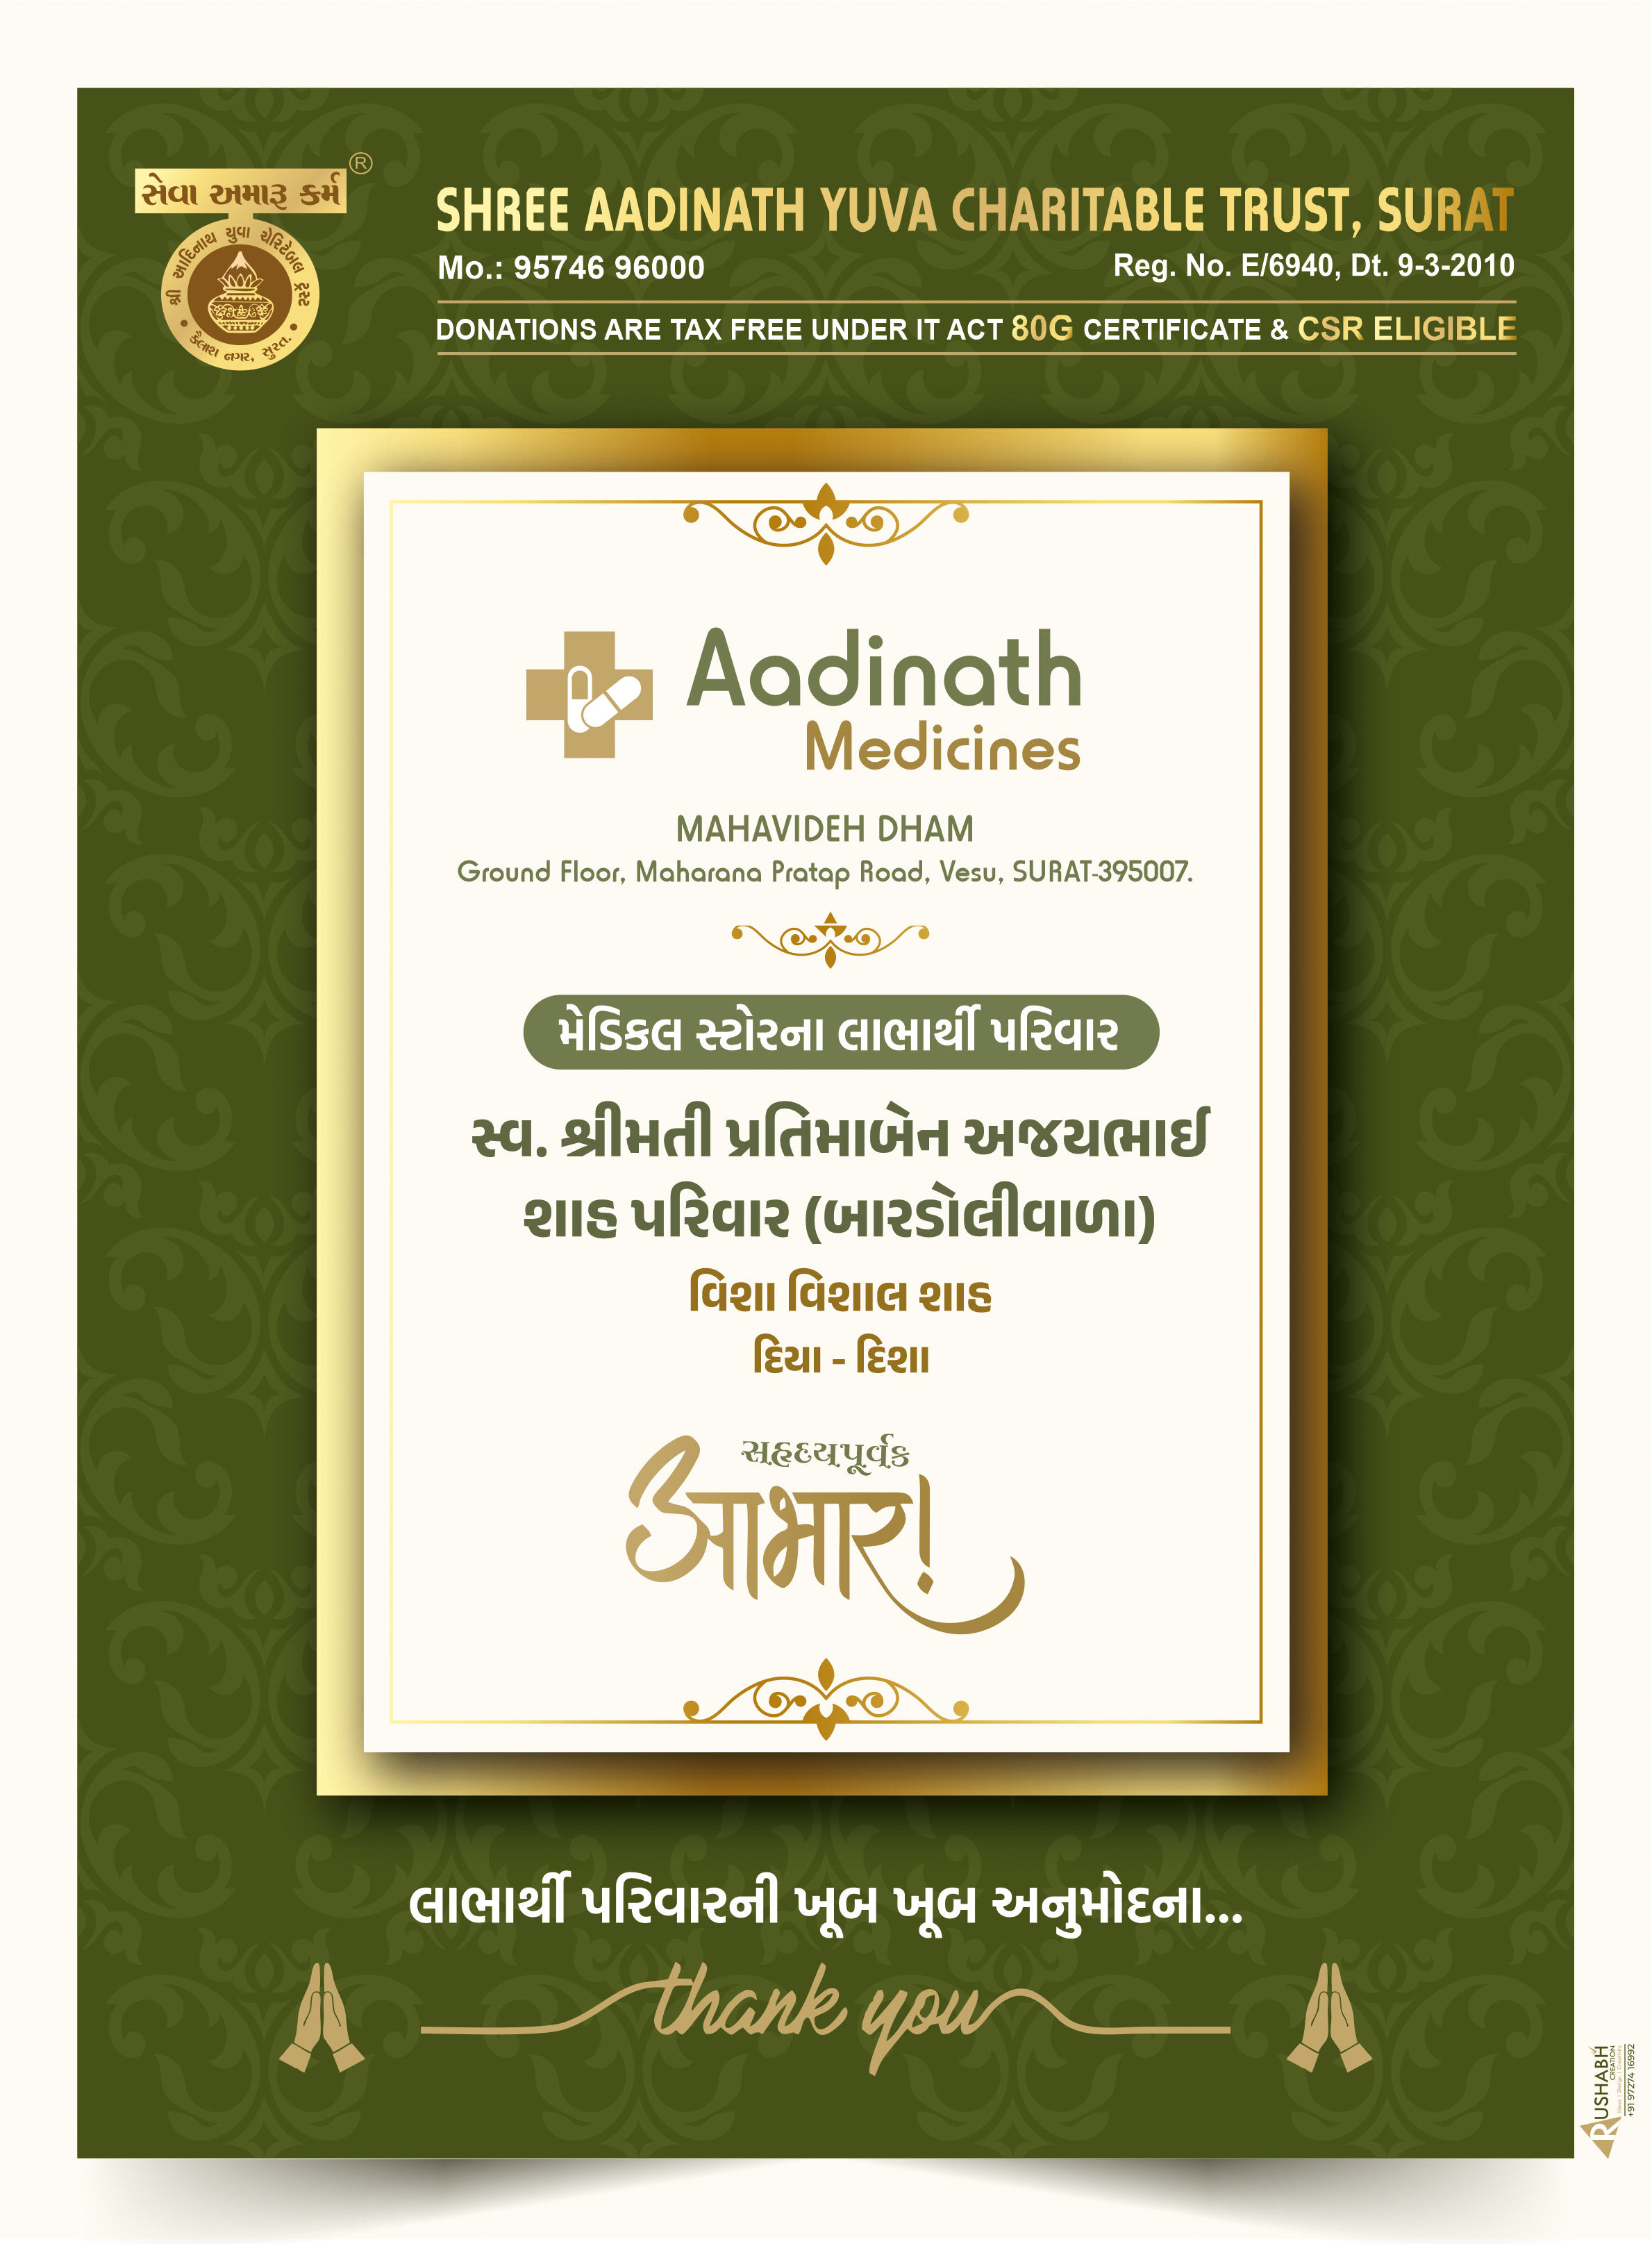 સેવા અમારૂ કર્મ ®
શ્રી આદિનાથ યુવા ચેરિટેબલ ટ્રસ્ટ
• કૈલાશ નગર, સુરત. •
SHREE AADINATH YUVA CHARITABLE TRUST, SURAT
Mo.: 95746 96000 Reg. No. E/6940, Dt. 9-3-2010
DONATIONS ARE TAX FREE UNDER IT ACT 80G CERTIFICATE & CSR ELIGIBLE
Aadinath
Medicines
MAHAVIDEH DHAM
Ground Floor, Maharana Pratap Road, Vesu, SURAT-395007.
મેડિકલ સ્ટોરના લાભાર્થી પરિવાર
સ્વ. શ્રીમતી પ્રતિમાબેન અજયભાઈ
શાહ પરિવાર (બારડોલીવાળા)
વિશા વિશાલ શાહ
દિયા - દિશા
સહૃદયપૂર્વક
આભાર!
લાભાર્થી પરિવારની ખૂબ ખૂબ અનુમોદના...
thank you
RUSHABH
CREATION
+91 97274 16992